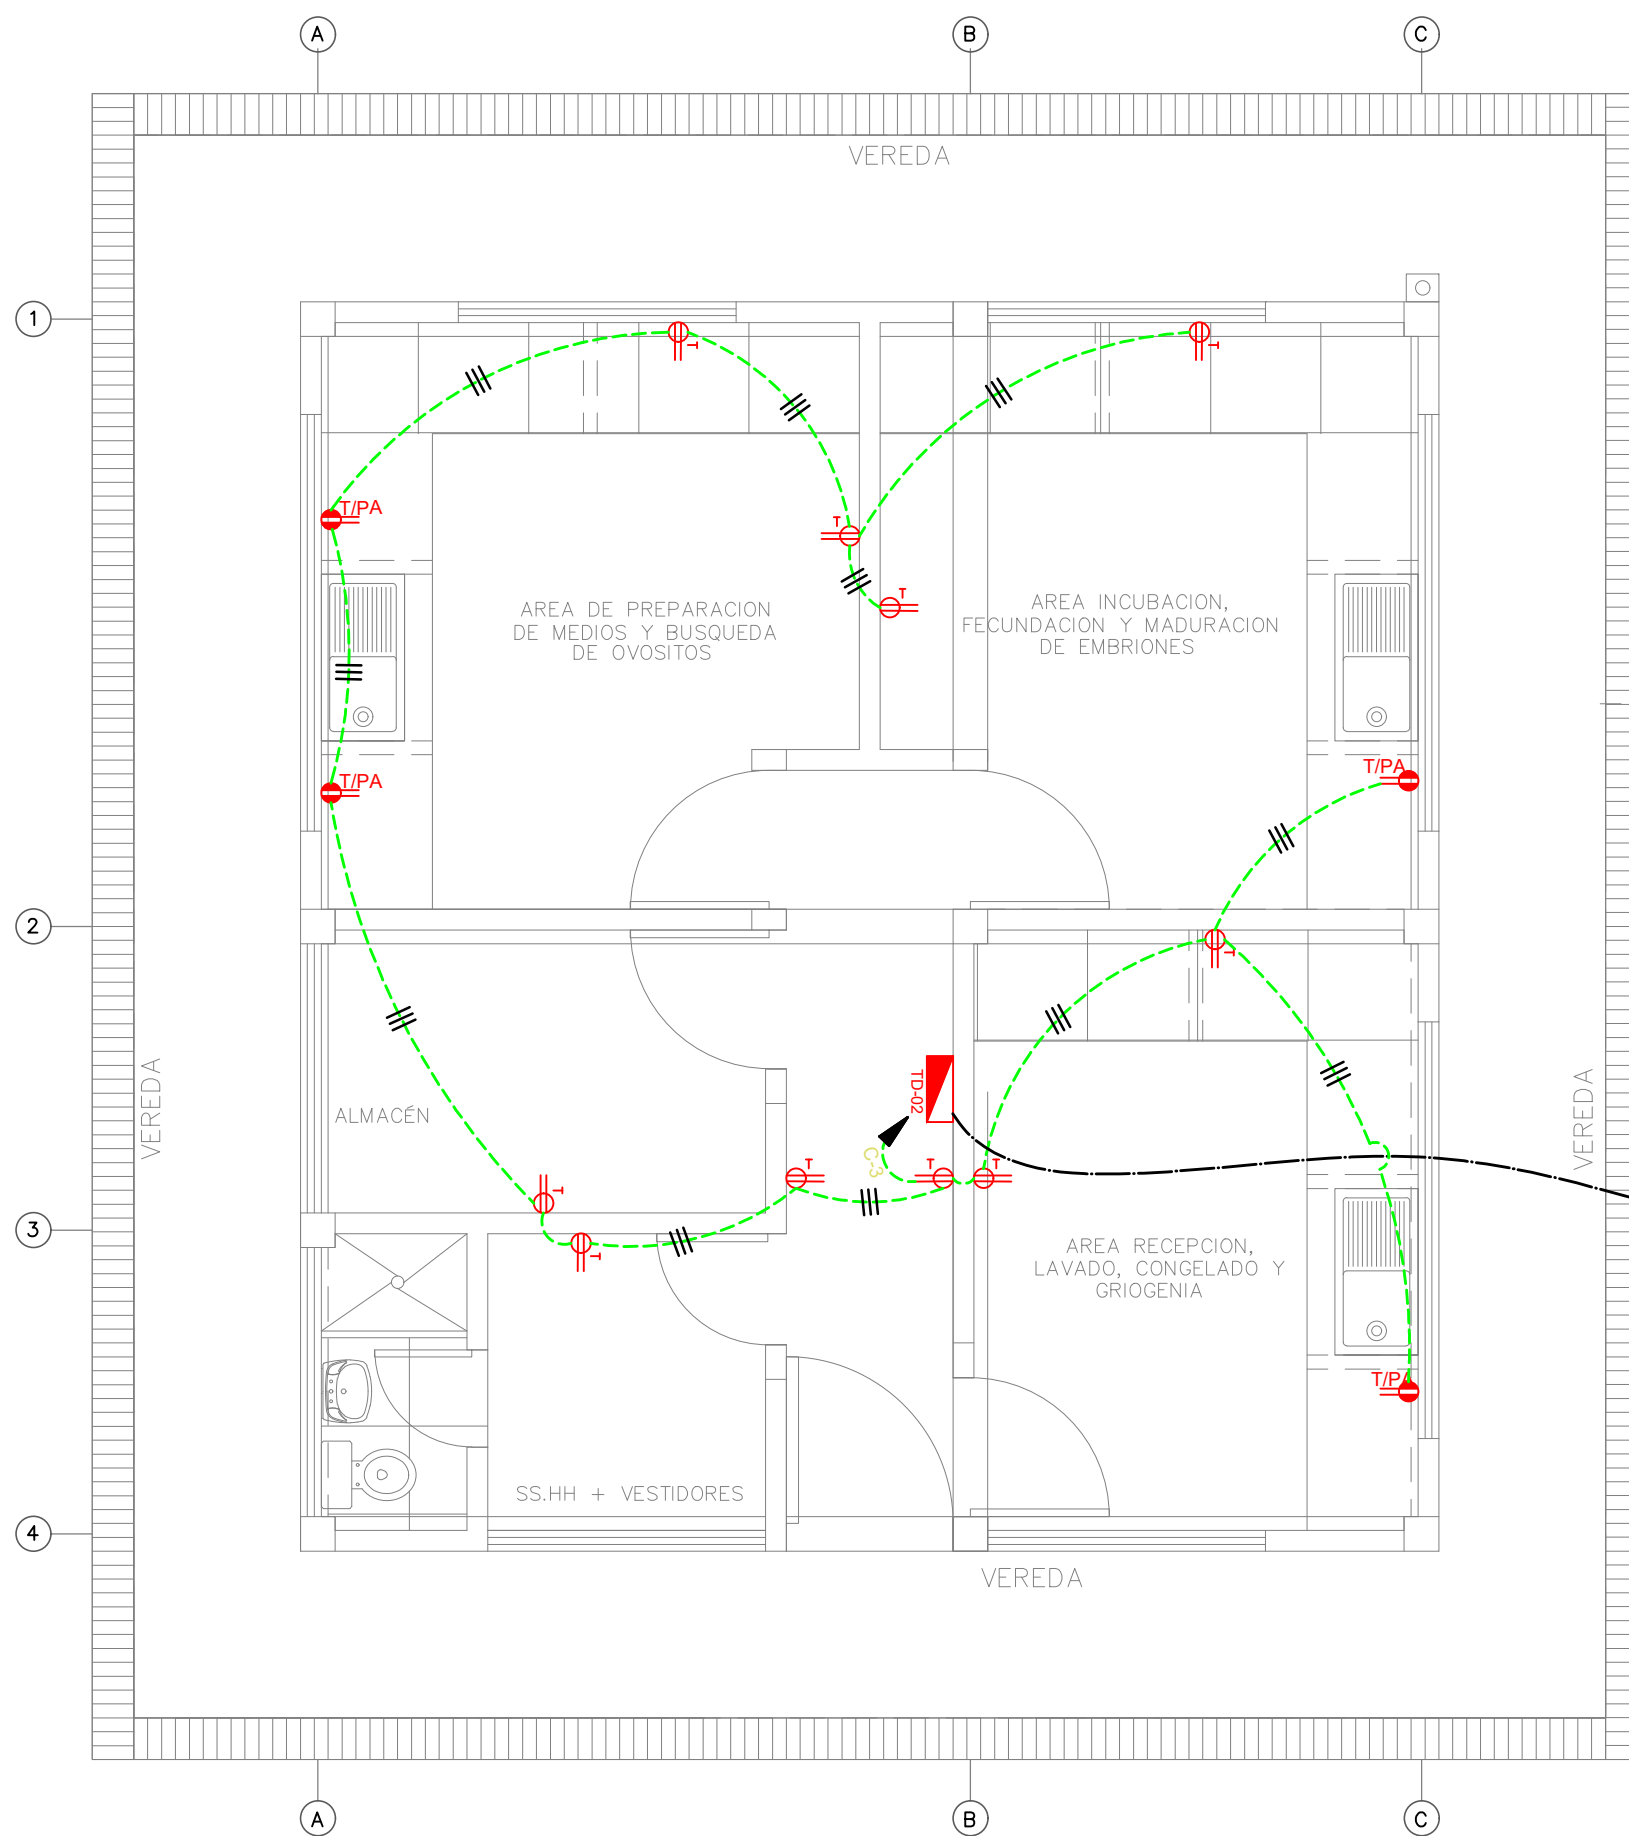 A
B
C
VEREDA
1
T
T
T/PA
T
T
AREA DE PREPARACION
DE MEDIOS Y BUSQUEDA
DE OVOSITOS
AREA INCUBACION,
FECUNDACION Y MADURACION
DE EMBRIONES
T/PA
T/PA
2
T
TD-02
VEREDA
ALMACÉN
VEREDA
C-3
T
T
T
T
3
T
AREA RECEPCION,
LAVADO, CONGELADO Y
GRIOGENIA
T/PA
SS.HH + VESTIDORES
4
VEREDA
A
B
C